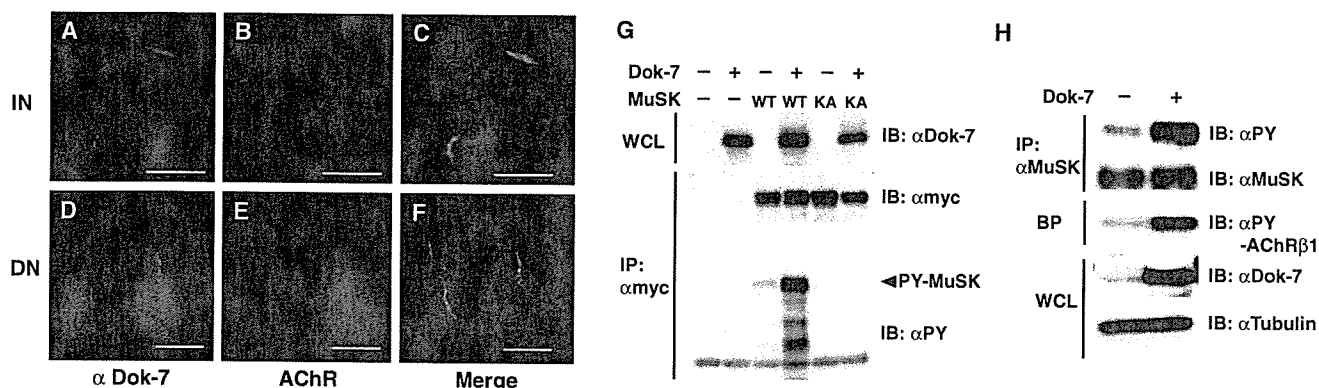 A B C
IN
D E F
DN
α Dok-7 AChR Merge
G
Dok-7 – + – + – +
MuSK – – WT WT KA KA
WCL
IB: αDok-7
IP:
αmyc
IB: αmyc
◄PY-MuSK
IB: αPY
H
Dok-7 – +
IP:
αMuSK
IB: αPY
IB: αMuSK
BP
IB: αPY
-AChRβ1
WCL
IB: αDok-7
IB: αTubulin